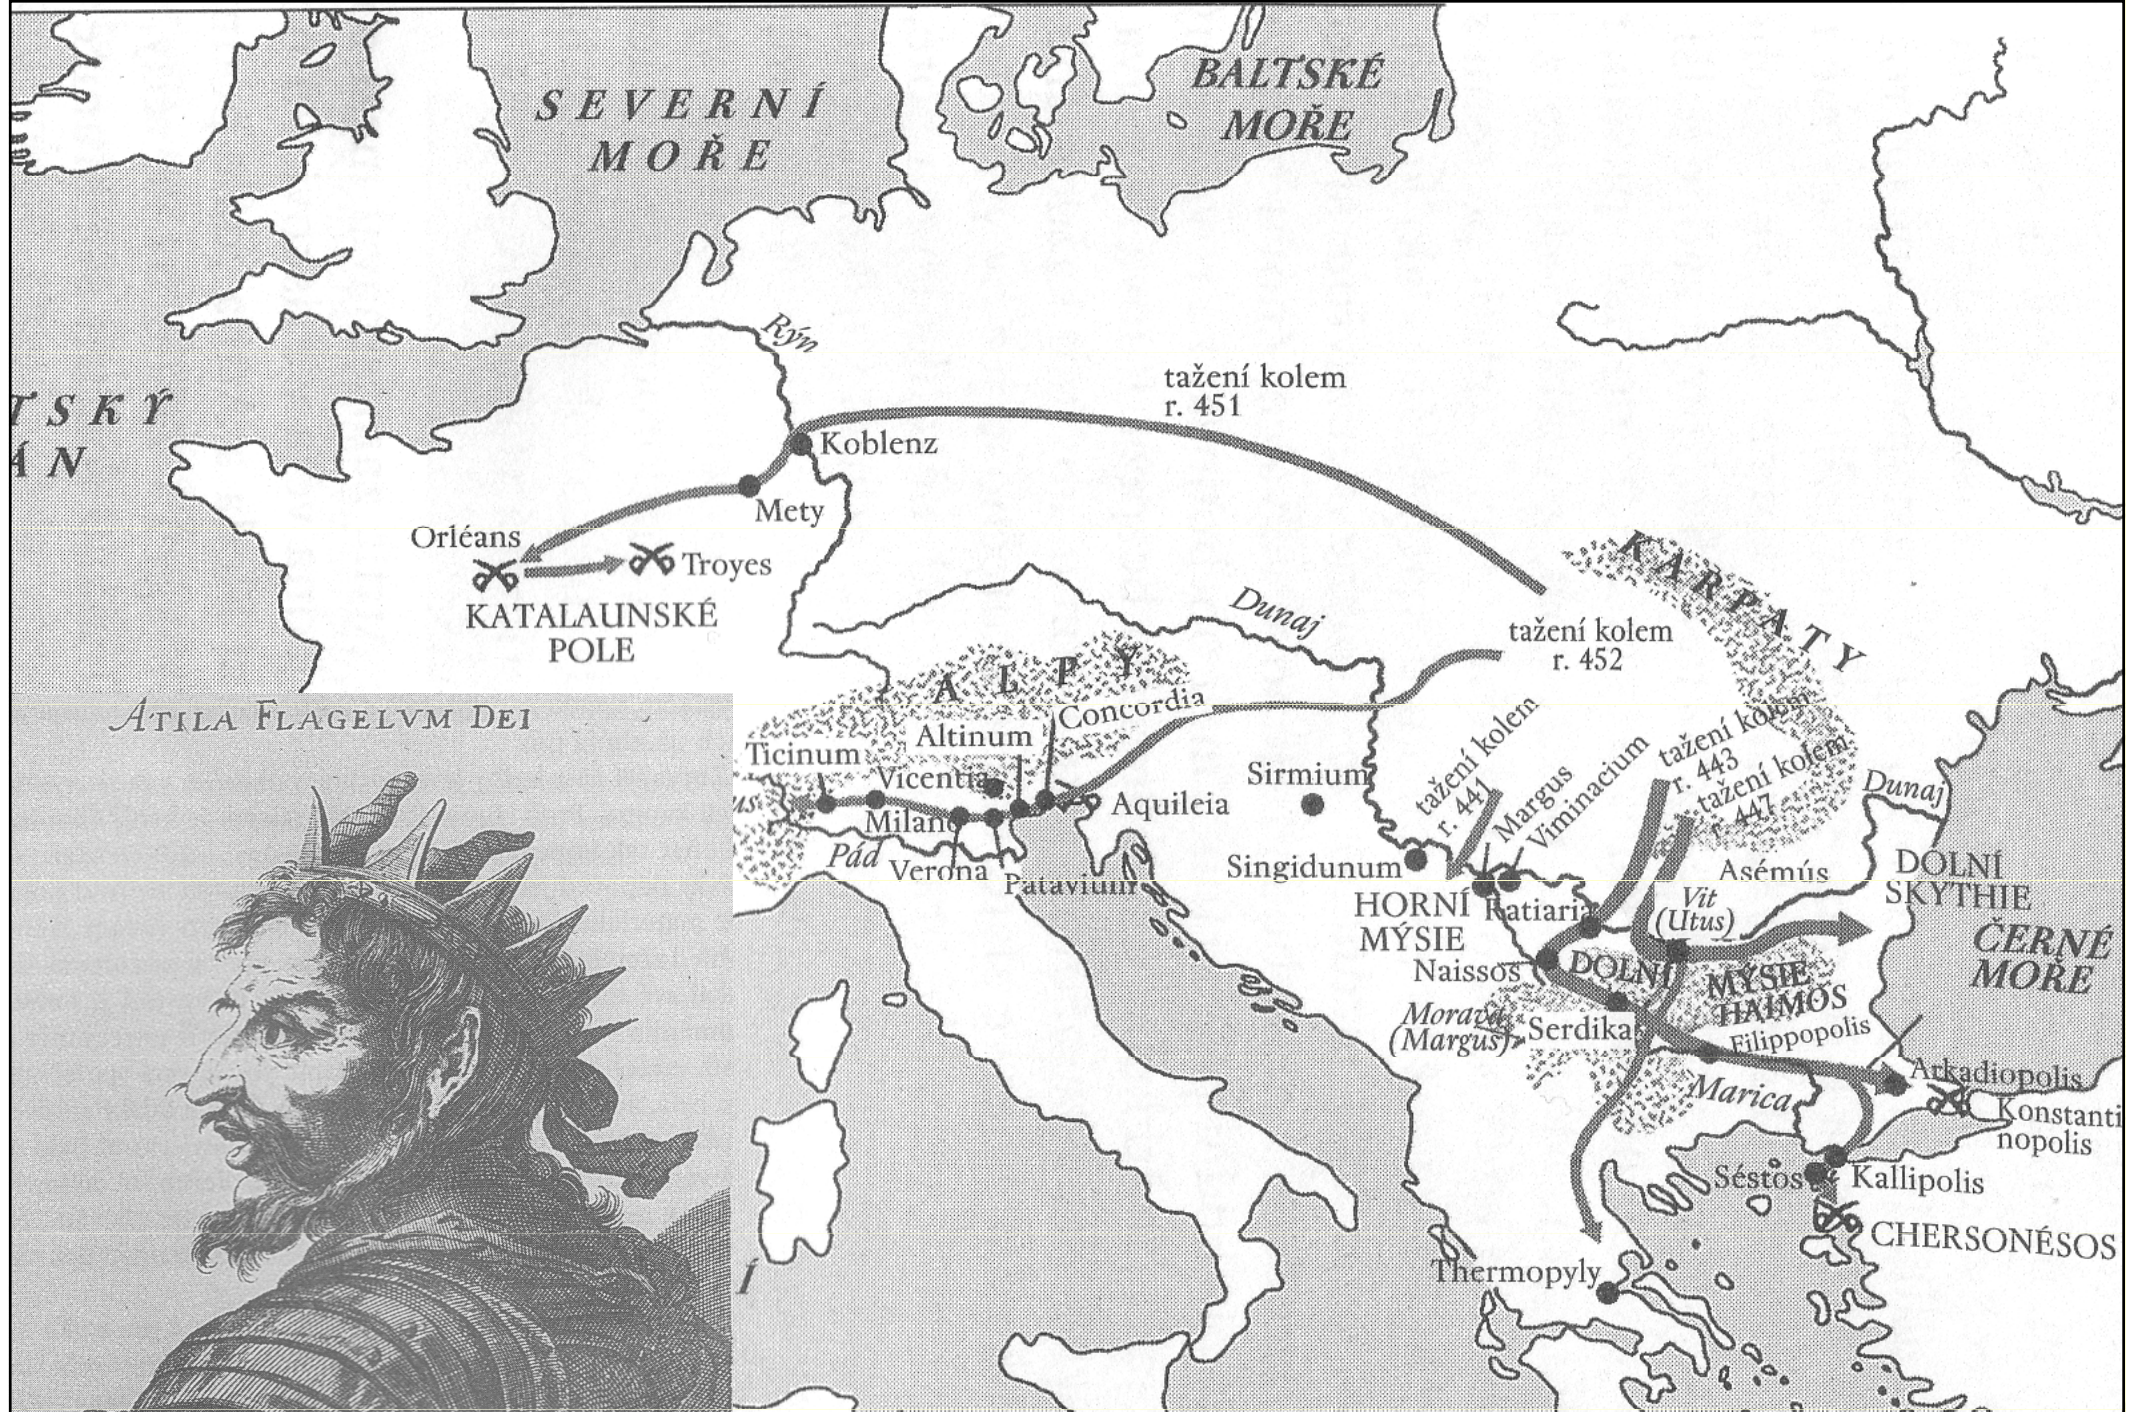 SEVERNÍ
MOŘE
BALTSKÉ
MOŘE
TSKÝ
ÁN
Rýn
tažení kolem
r. 451
Koblenz
Mety
Orléans
Troyes
KATALAUNSKÉ
POLE
KARPATY
Dunaj
tažení kolem
r. 452
ALPY
Concordia
Altinum
Ticinum
Vicentia
Milano
Pád
Verona
Patavium
Aquileia
Sirmium
Singidunum
tažení kolem
r. 441
Margus
Viminacium
tažení kolem
r. 443
tažení kolem
r. 447
Dunaj
Asémús
Vit
(Utus)
DOLNÍ
SKYTHIE
ČERNÉ
MOŘE
HORNÍ
MÝSIE
Ratiaria
Naissos
DOLNÍ
MÝSIE
HAIMOS
Morava
(Margus)
Serdika
Filippopolis
Marica
Arkadiopolis
Konstanti
nopolis
Séstos
Kallipolis
CHERSONÉSOS
Thermopyly
Í
ATILA FLAGELVM DEI